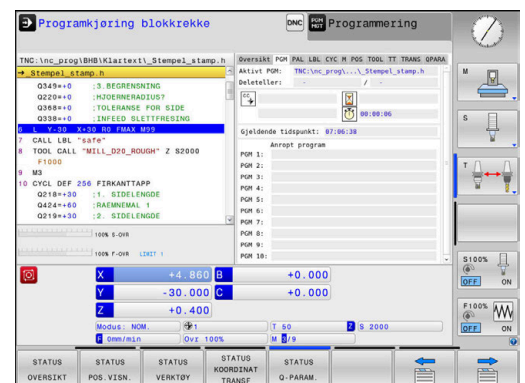 Programkjøring blokkrekke
DNC
PGM MGT
Programmering
TNC:\nc_prog\BHB\Klartext\_Stempel_stamp.h
→_Stempel_stamp.h
Q349=+0 ;3.BEGRENSNING
Q220=+0 ;HJOERNERADIUS?
Q368=+0 ;TOLERANSE FOR SIDE
Q338=+0 ;INFEED SLETTFRESING
6 L Y-30 X+30 R0 FMAX M99
7 CALL LBL "safe"
8 TOOL CALL "MILL_D20_ROUGH" Z S2000
F1000
9 M3
10 CYCL DEF 256 FIRKANTTAPP
Q218=+30 ;1. SIDELENGDE
Q424=+60 ;RAEMNEMAL 1
Q219=+30 ;2. SIDELENGDE
100% S-OVR
100% F-OVR LIMIT 1
Oversikt PGM PAL LBL CYC M POS TOOL TT TRANS QPARA
Aktivt PGM: TNC:\nc_prog\...\_Stempel_stamp.h
Deleteller: - / -
CC
00:00:06
Gjeldende tidspunkt: 07:06:38
Anropt program
PGM 1:
PGM 2:
PGM 3:
PGM 4:
PGM 5:
PGM 6:
PGM 7:
PGM 8:
PGM 9:
PGM 10:
X +4.860 B +0.000
Y -30.000 C +0.000
Z +0.400
Modus: NOM. 1 T 50 Z S 2000
F 0mm/min Ovr 100% M 3/9
M
S
T
S100%
OFF ON
F100%
OFF ON
STATUS OVERSIKT
STATUS POS.VISN.
STATUS VERKTØY
STATUS KOORDINAT TRANSF
STATUS Q-PARAM.